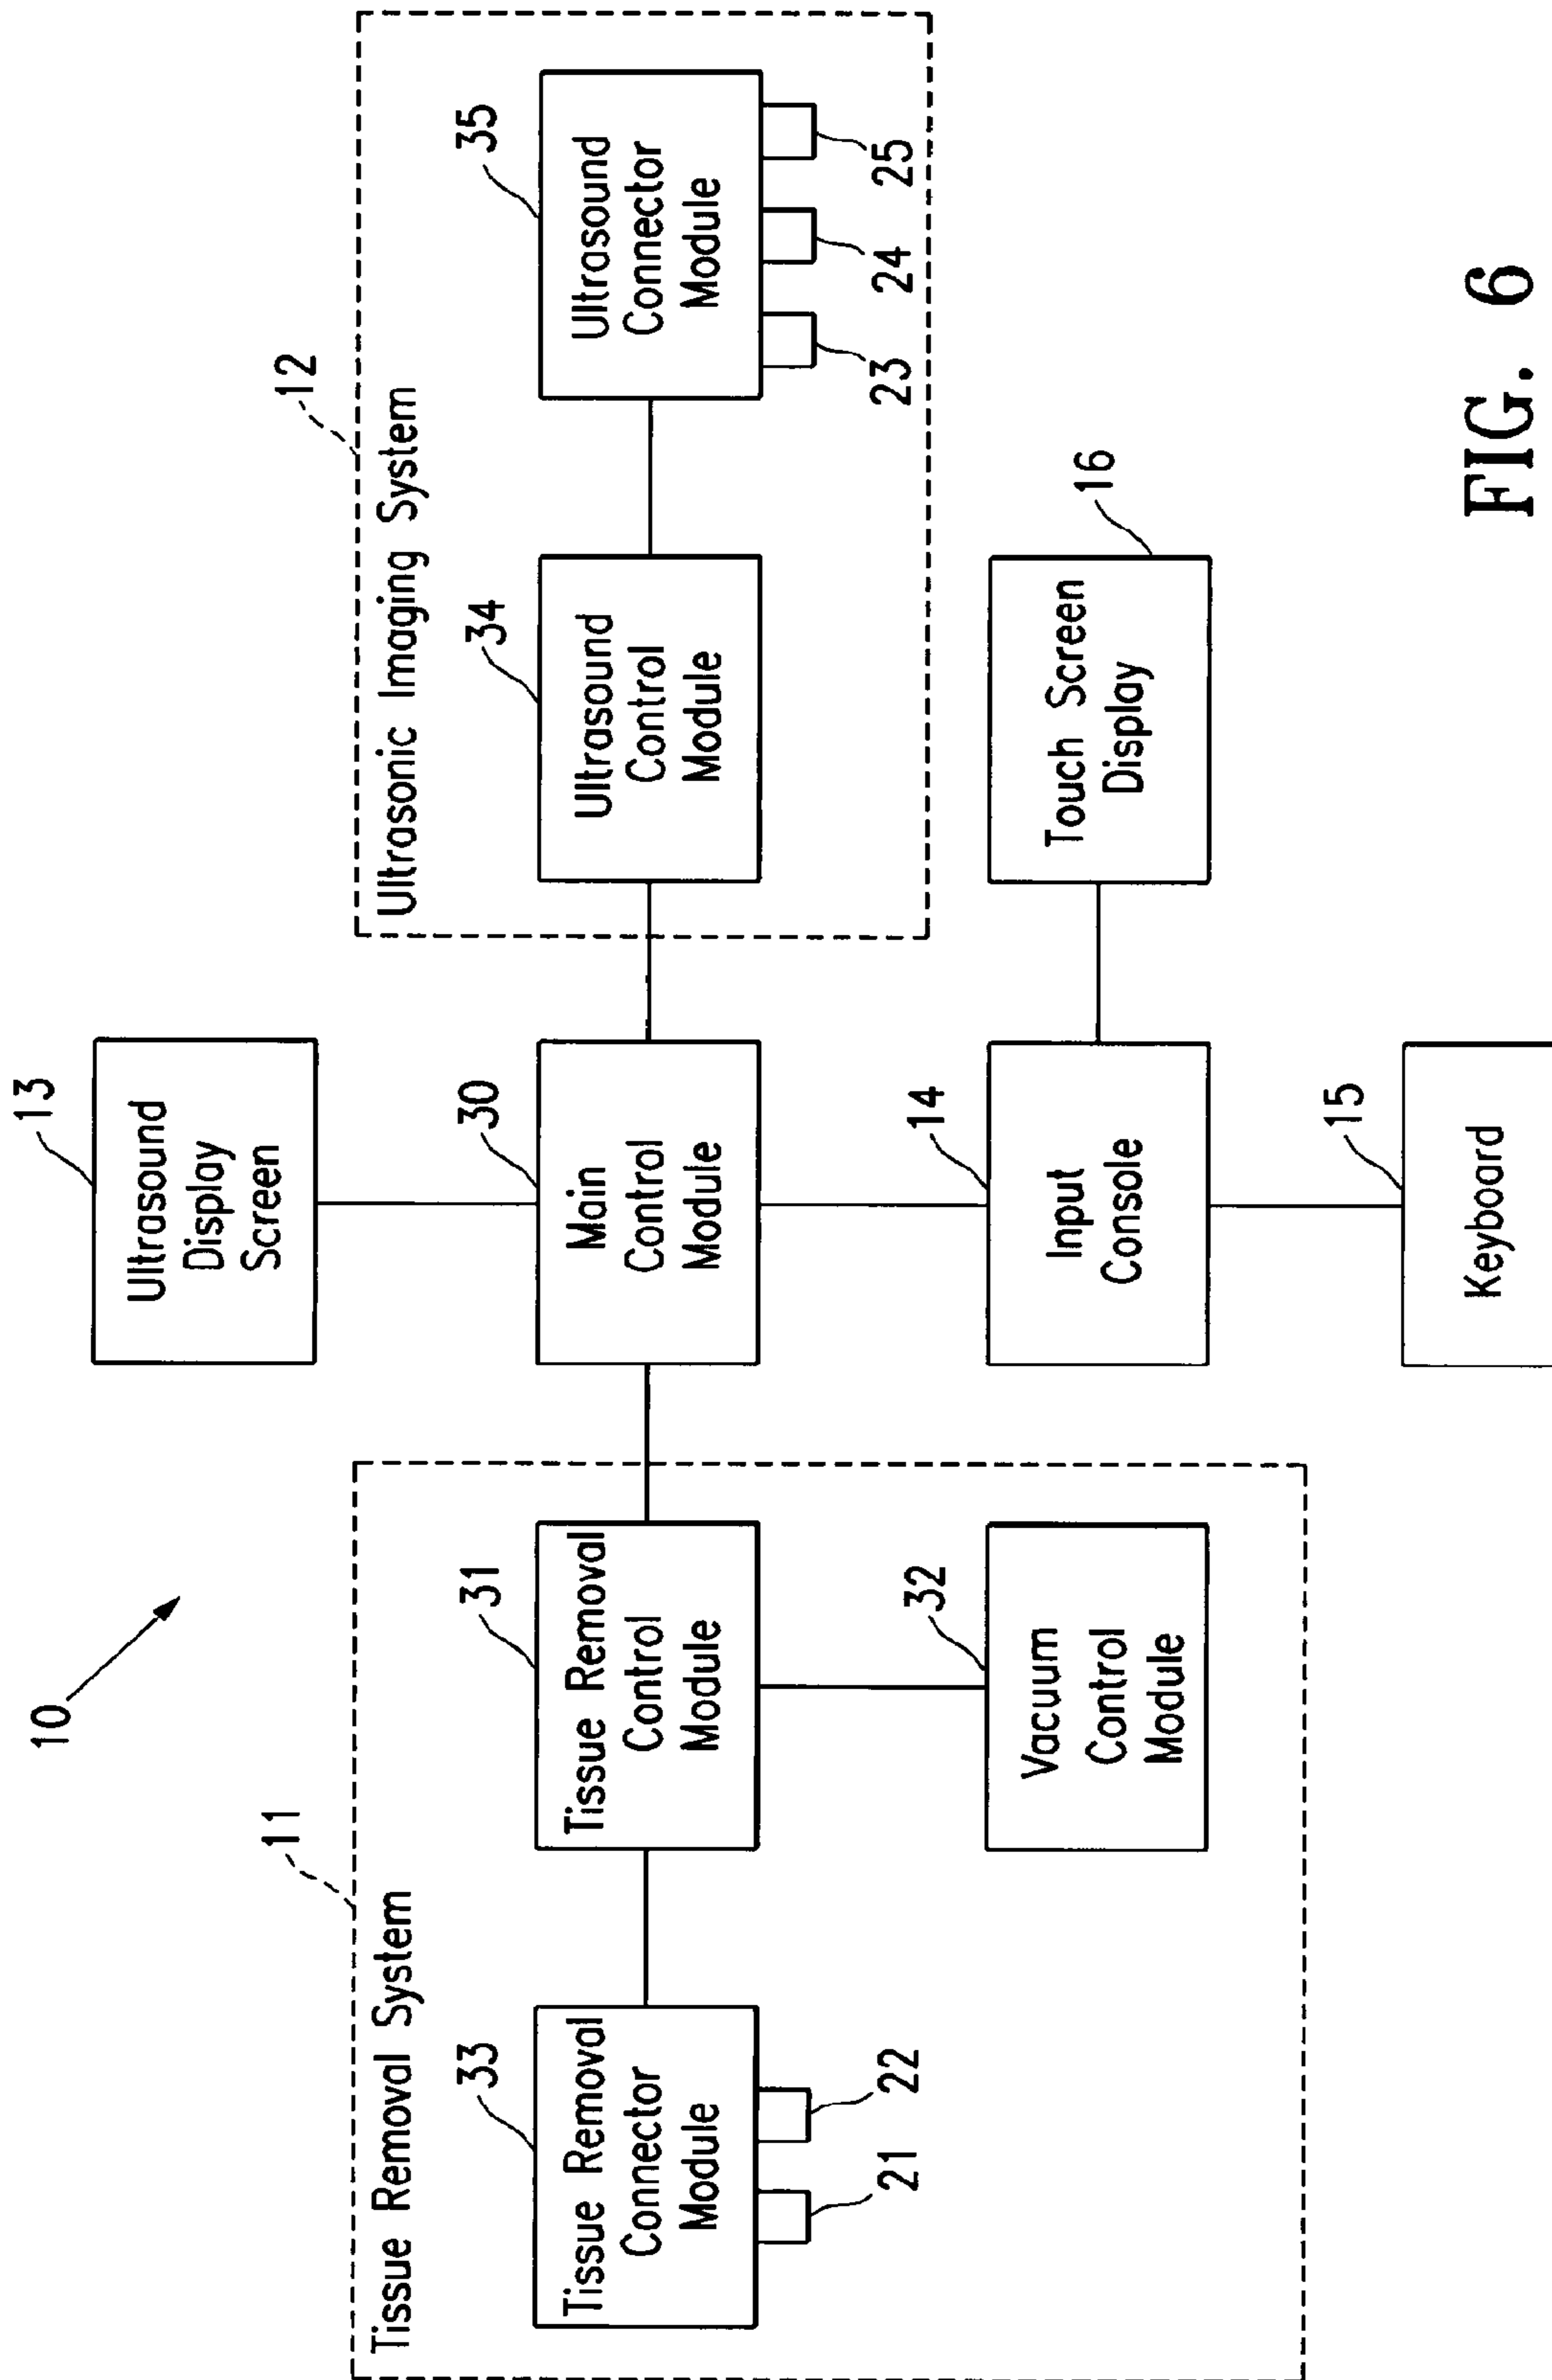 10
13
Ultrasound
Display
Screen
11
Tissue Removal System
12
Ultrasonic Imaging System
33
Tissue Removal
Connector
Module
21
22
31
Tissue Removal
Control
Module
32
Vacuum
Control
Module
30
Main
Control
Module
34
Ultrasound
Control
Module
35
Ultrasound
Connector
Module
23
24
25
14
Input
Console
16
Touch Screen
Display
15
Keyboard
FIG. 6